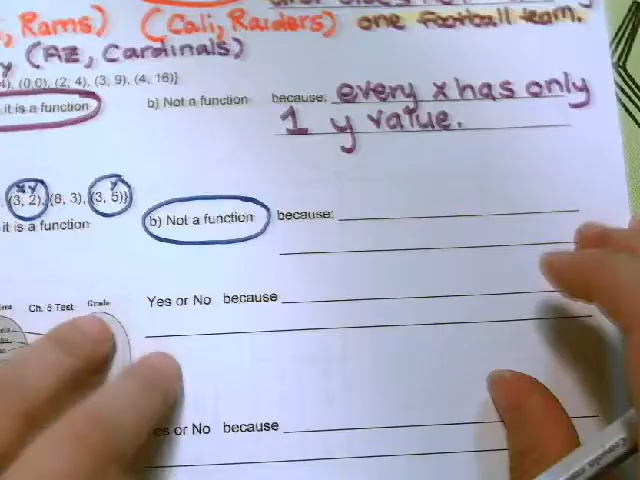 Rams) (Cali, Raiders) one football team.
y (AZ, Cardinals)
4), (0,0), (2, 4), (3, 9), (4, 16)}
it is a function b) Not a function because: every x has only
1 y value.
x y y
(3, 2), (8, 3), (3, 5)}
it is a function b) Not a function because:
Ch. 5 Test Grade Yes or No because
es or No because